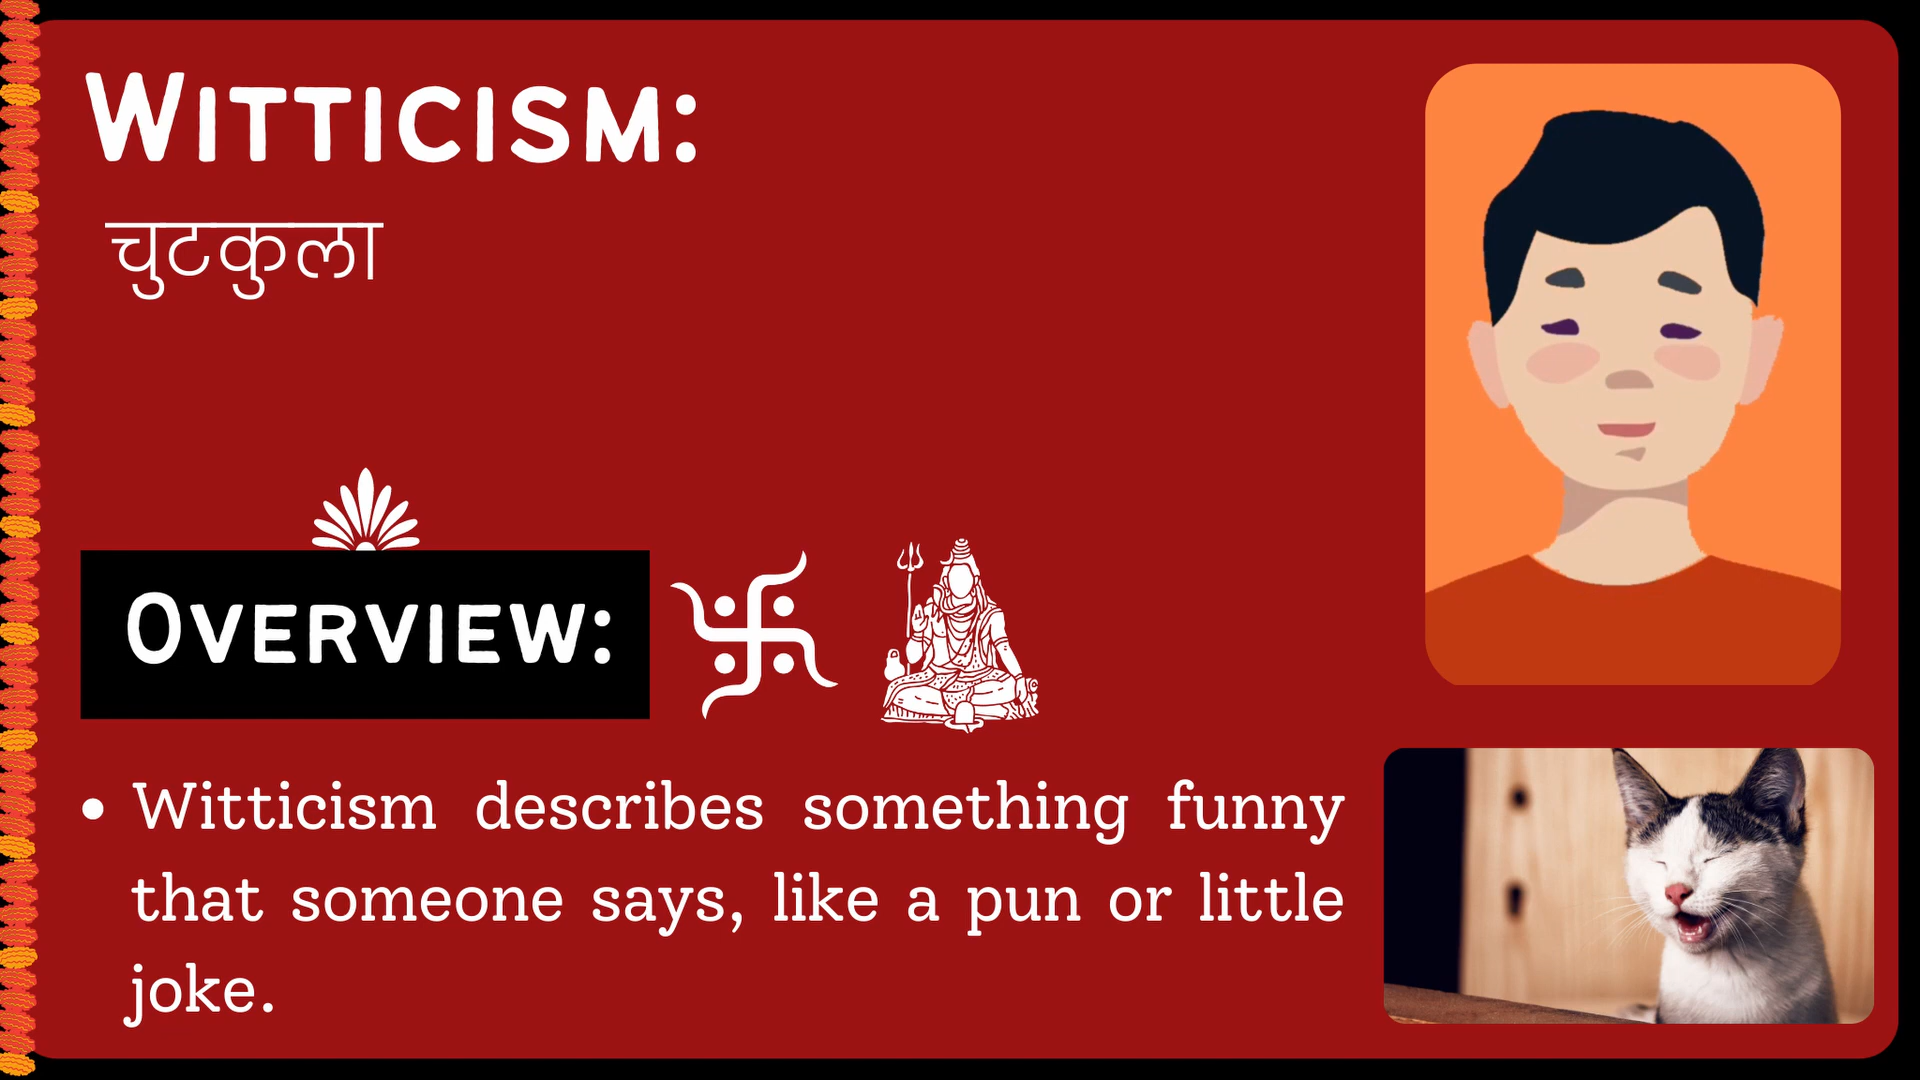 WITTICISM:
चुटकुला
OVERVIEW:
• Witticism describes something funny
that someone says, like a pun or little
joke.